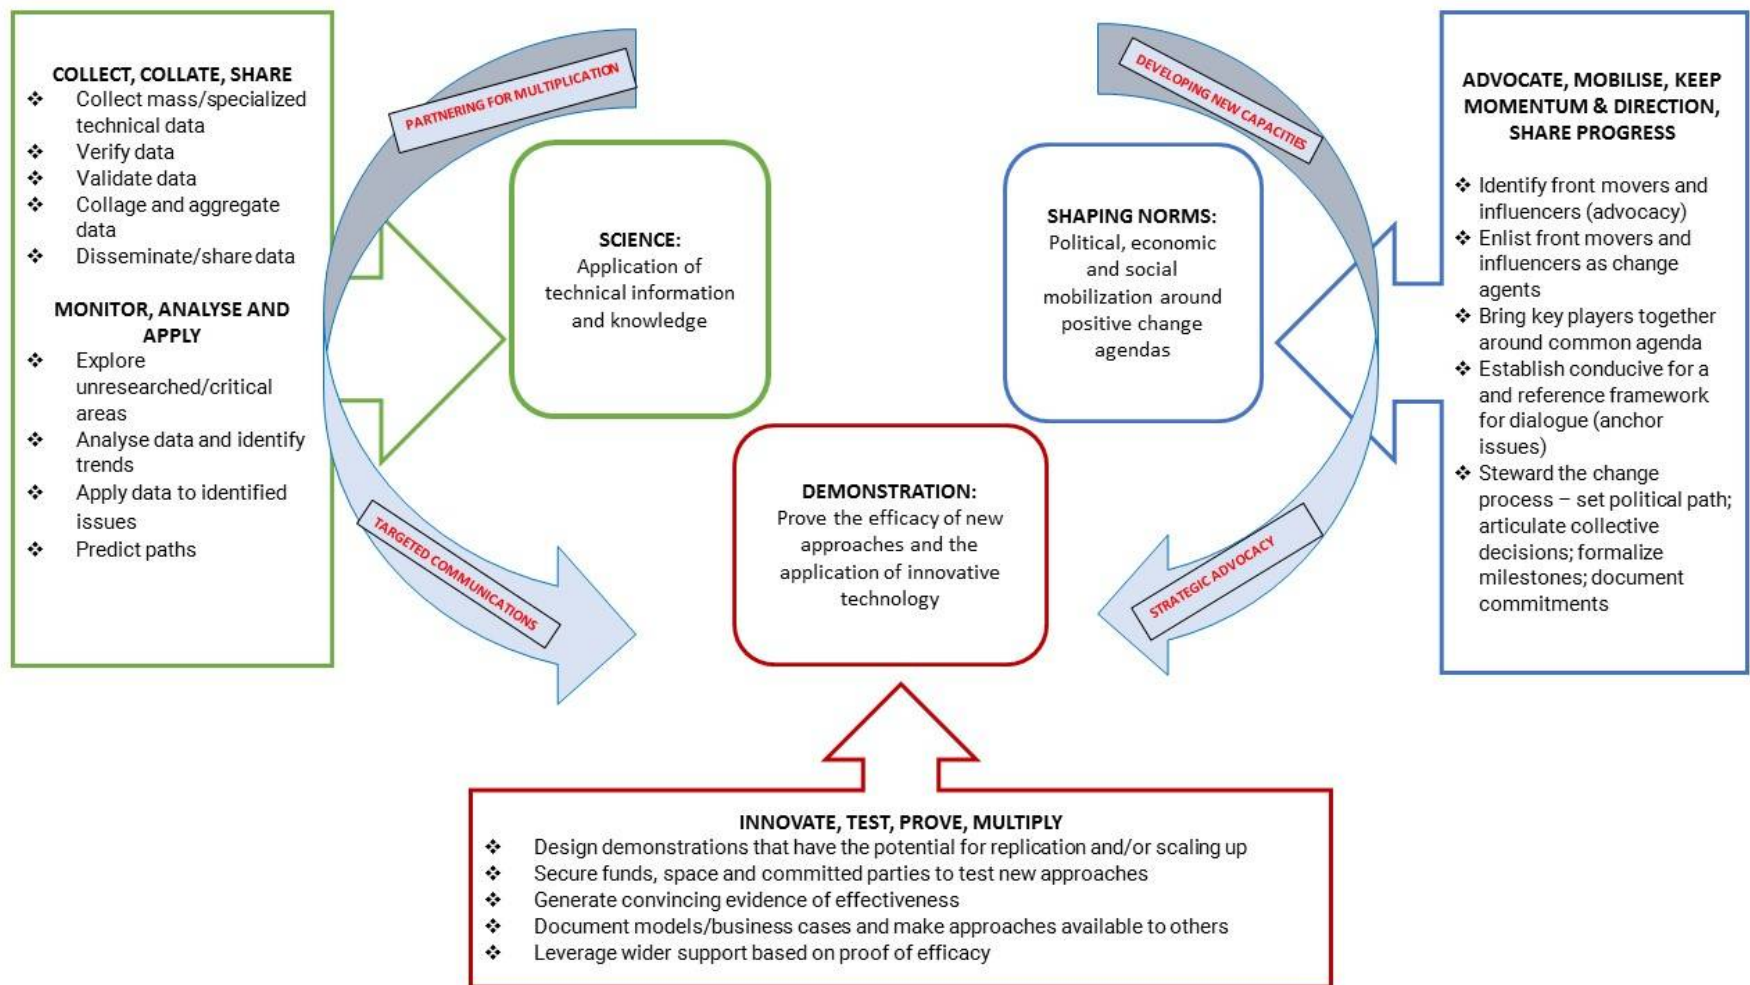 COLLECT, COLLATE, SHARE
❖ Collect mass/specialized
technical data
❖ Verify data
❖ Validate data
❖ Collage and aggregate
data
❖ Disseminate/share data
MONITOR, ANALYSE AND
APPLY
❖ Explore
unresearched/critical
areas
❖ Analyse data and identify
trends
❖ Apply data to identified
issues
❖ Predict paths
PARTNERING FOR MULTIPLICATION
TARGETED COMMUNICATIONS
SCIENCE:
Application of
technical information
and knowledge
DEMONSTRATION:
Prove the efficacy of new
approaches and the
application of innovative
technology
SHAPING NORMS:
Political, economic
and social
mobilization around
positive change
agendas
DEVELOPING NEW CAPACITIES
STRATEGIC ADVOCACY
ADVOCATE, MOBILISE, KEEP
MOMENTUM & DIRECTION,
SHARE PROGRESS
❖ Identify front movers and
influencers (advocacy)
❖ Enlist front movers and
influencers as change
agents
❖ Bring key players together
around common agenda
❖ Establish conducive for a
and reference framework
for dialogue (anchor
issues)
❖ Steward the change
process – set political path;
articulate collective
decisions; formalize
milestones; document
commitments
INNOVATE, TEST, PROVE, MULTIPLY
❖ Design demonstrations that have the potential for replication and/or scaling up
❖ Secure funds, space and committed parties to test new approaches
❖ Generate convincing evidence of effectiveness
❖ Document models/business cases and make approaches available to others
❖ Leverage wider support based on proof of efficacy